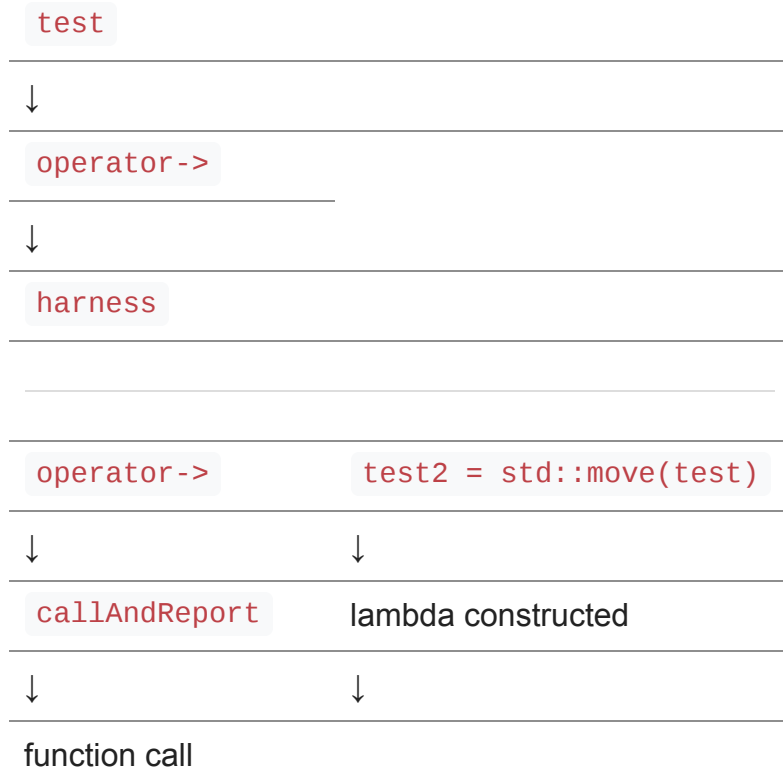 test
↓
operator->
↓
harness
operator-> test2 = std::move(test)
↓ ↓
callAndReport lambda constructed
↓ ↓
function call